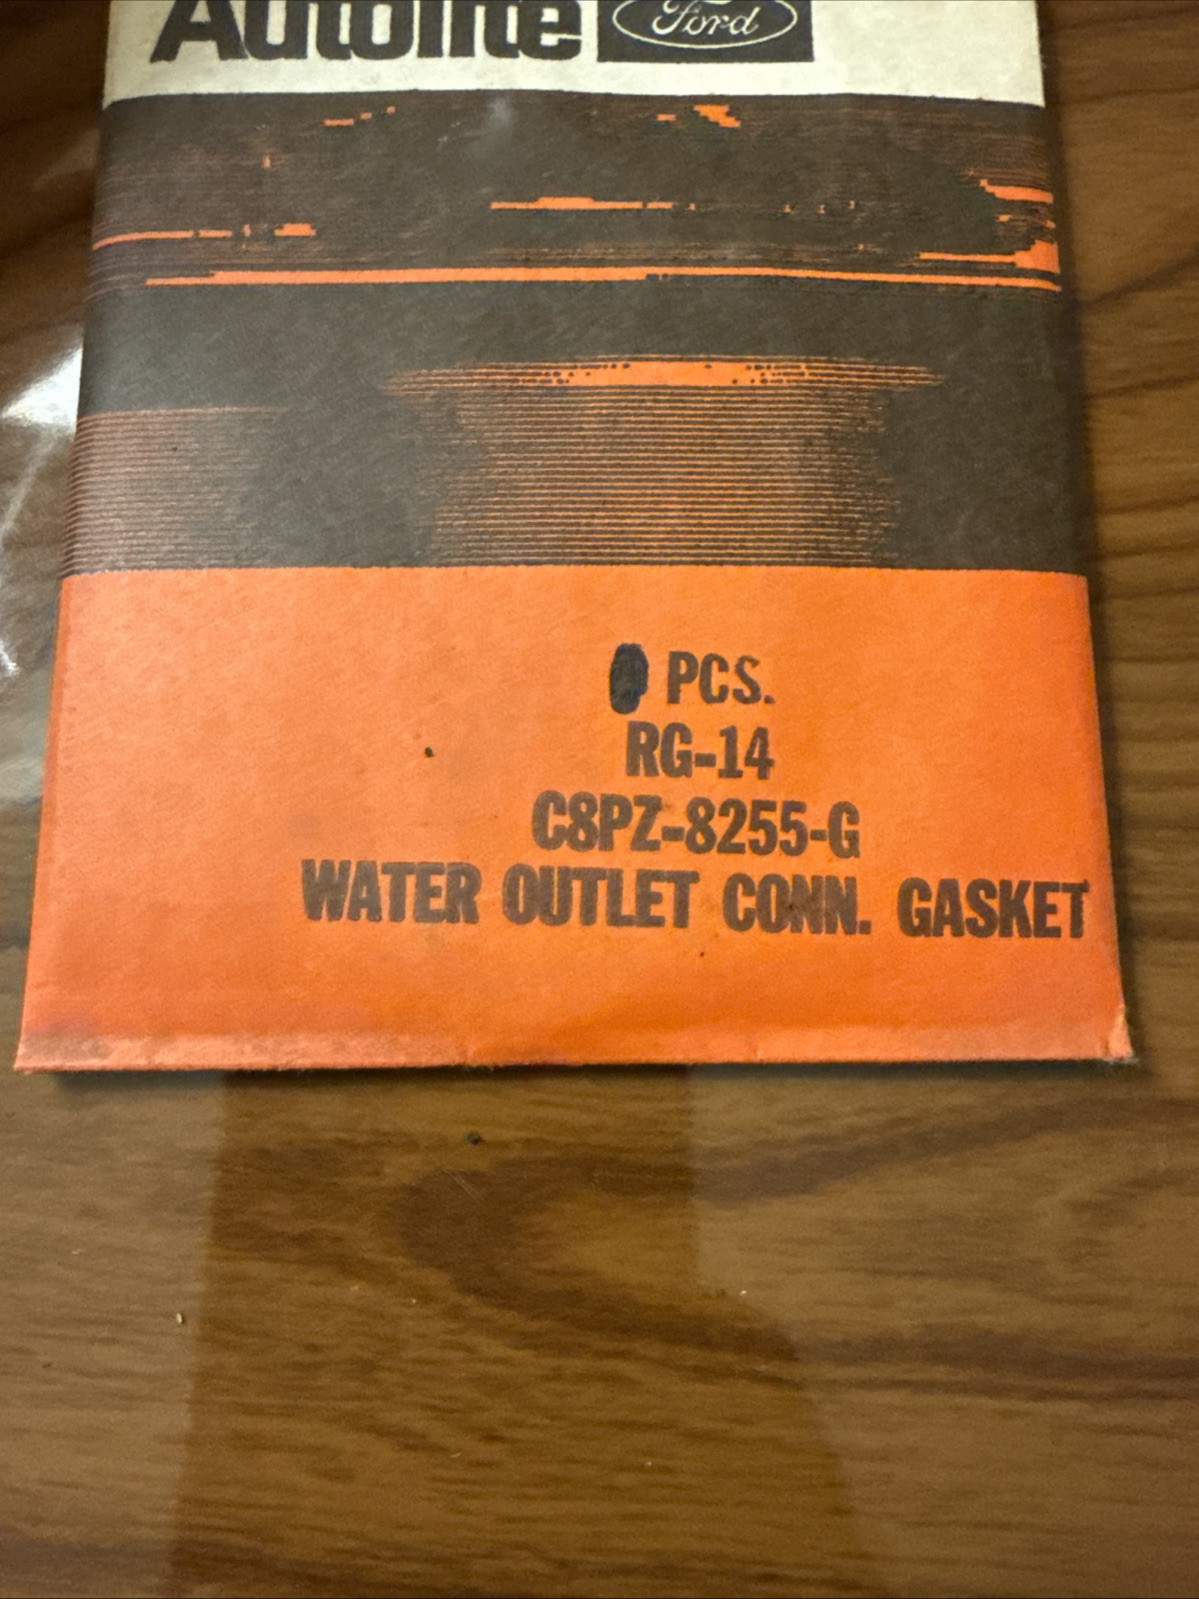 Autolite Ford
PCS.
RG-14
C8PZ-8255-G
WATER OUTLET CONN. GASKET